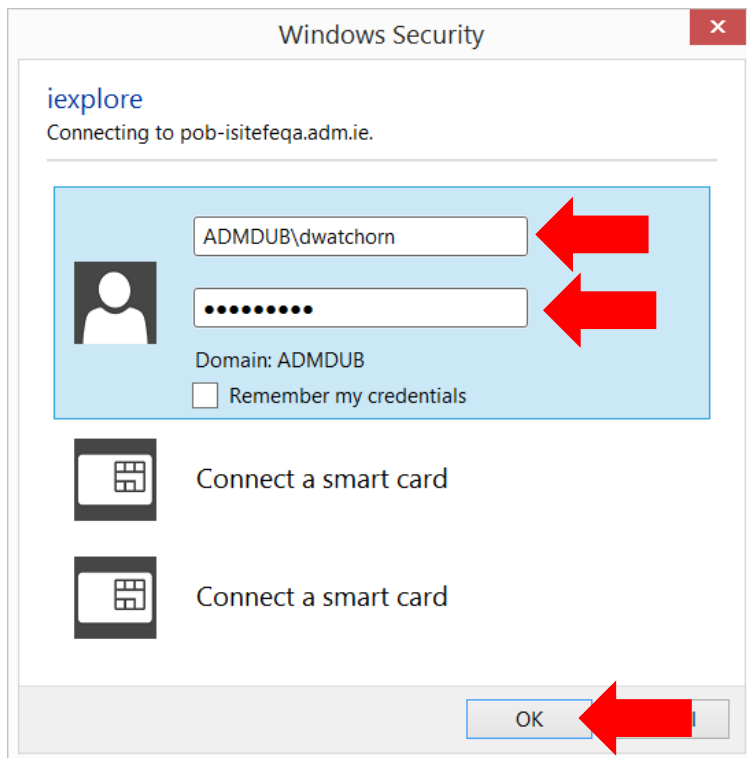 Windows Security
iexplore
Connecting to pob-isitefeqa.adm.ie.
ADMDUB\dwatchorn
●●●●●●●●●
Domain: ADMDUB
Remember my credentials
Connect a smart card
Connect a smart card
OK